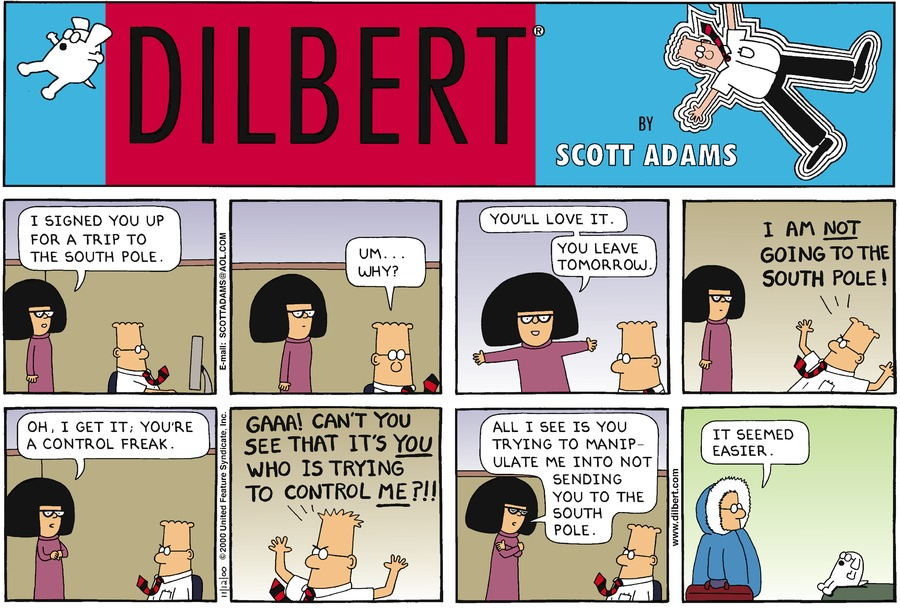 DILBERT®
BY
SCOTT ADAMS
I SIGNED YOU UP
FOR A TRIP TO
THE SOUTH POLE.
E-mail: SCOTTADAMS@AOL.COM
UM...
WHY?
YOU'LL LOVE IT.
YOU LEAVE
TOMORROW.
I AM NOT
GOING TO THE
SOUTH POLE!
OH, I GET IT; YOU'RE
A CONTROL FREAK.
11/12/00 © 2000 United Feature Syndicate, Inc.
GAAA! CAN'T YOU
SEE THAT IT'S YOU
WHO IS TRYING
TO CONTROL ME?!!
ALL I SEE IS YOU
TRYING TO MANIP-
ULATE ME INTO NOT
SENDING
YOU TO THE
SOUTH
POLE.
www.dilbert.com
IT SEEMED
EASIER.